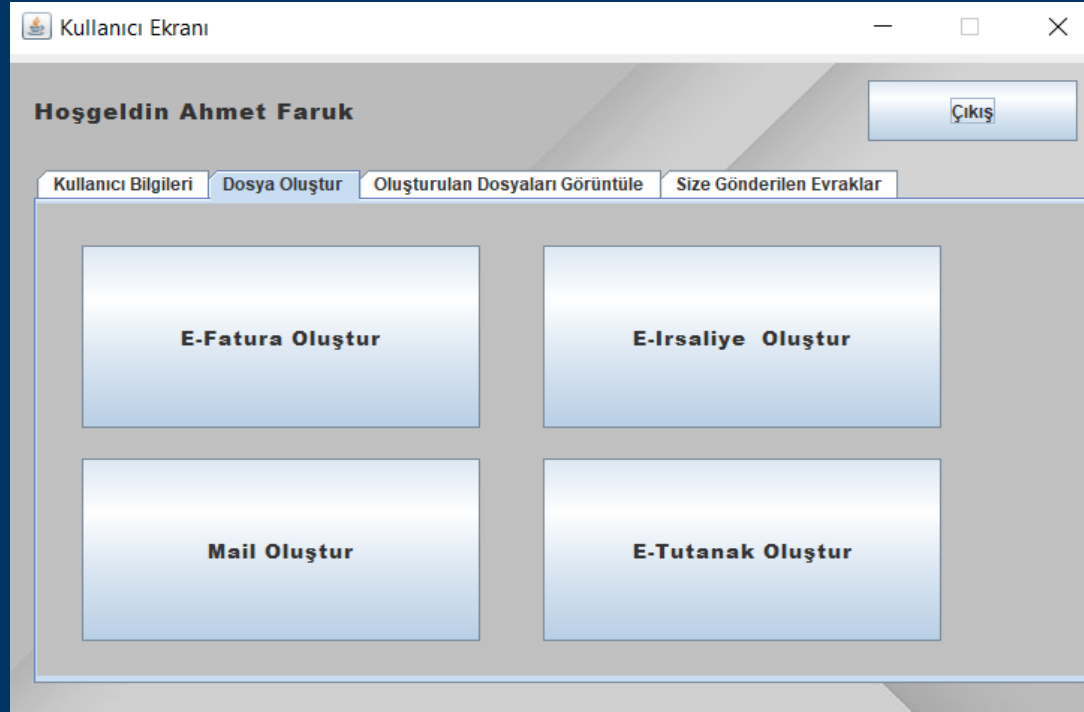 Kullanıcı Ekranı
Hoşgeldin Ahmet Faruk
Çıkış
Kullanıcı Bilgileri Dosya Oluştur Oluşturulan Dosyaları Görüntüle Size Gönderilen Evraklar
E-Fatura Oluştur
E-Irsaliye  Oluştur
Mail Oluştur
E-Tutanak Oluştur